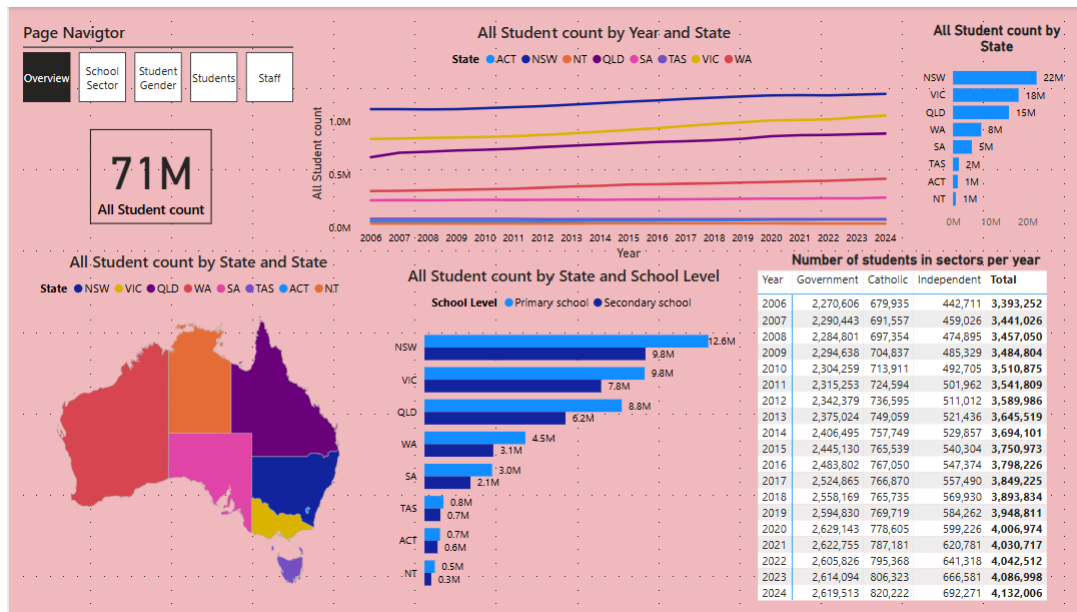 Page Navigtor
Overview
School Sector
Student Gender
Students
Staff
71M
All Student count
All Student count by Year and State
State ACT NSW NT QLD SA TAS VIC WA
All Student count
1.0M
0.5M
0.0M
2006 2007 2008 2009 2010 2011 2012 2013 2014 2015 2016 2017 2018 2019 2020 2021 2022 2023 2024
Year
All Student count by
State
NSW 22M
VIC 18M
QLD 15M
WA 8M
SA 5M
TAS 2M
ACT 1M
NT 1M
0M 10M 20M
All Student count by State and State
State NSW VIC QLD WA SA TAS ACT NT
All Student count by State and School Level
School Level Primary school Secondary school
NSW 12.6M
9.8M
VIC 9.8M
7.8M
QLD 8.8M
6.2M
WA 4.5M
3.1M
SA 3.0M
2.1M
TAS 0.8M
0.7M
ACT 0.7M
0.6M
NT 0.5M
0.3M
Number of students in sectors per year
Year Government Catholic Independent Total
2006 2,270,606 679,935 442,711 3,393,252
2007 2,290,443 691,557 459,026 3,441,026
2008 2,284,801 697,354 474,895 3,457,050
2009 2,294,638 704,837 485,329 3,484,804
2010 2,304,259 713,911 492,705 3,510,875
2011 2,315,253 724,594 501,962 3,541,809
2012 2,342,379 736,595 511,012 3,589,986
2013 2,375,024 749,059 521,436 3,645,519
2014 2,406,495 757,749 529,857 3,694,101
2015 2,445,130 765,539 540,304 3,750,973
2016 2,483,802 767,050 547,374 3,798,226
2017 2,524,865 766,870 557,490 3,849,225
2018 2,558,169 765,735 569,930 3,893,834
2019 2,594,830 769,719 584,262 3,948,811
2020 2,629,143 778,605 599,226 4,006,974
2021 2,622,755 787,181 620,781 4,030,717
2022 2,605,826 795,368 641,318 4,042,512
2023 2,614,094 806,323 666,581 4,086,998
2024 2,619,513 820,222 692,271 4,132,006